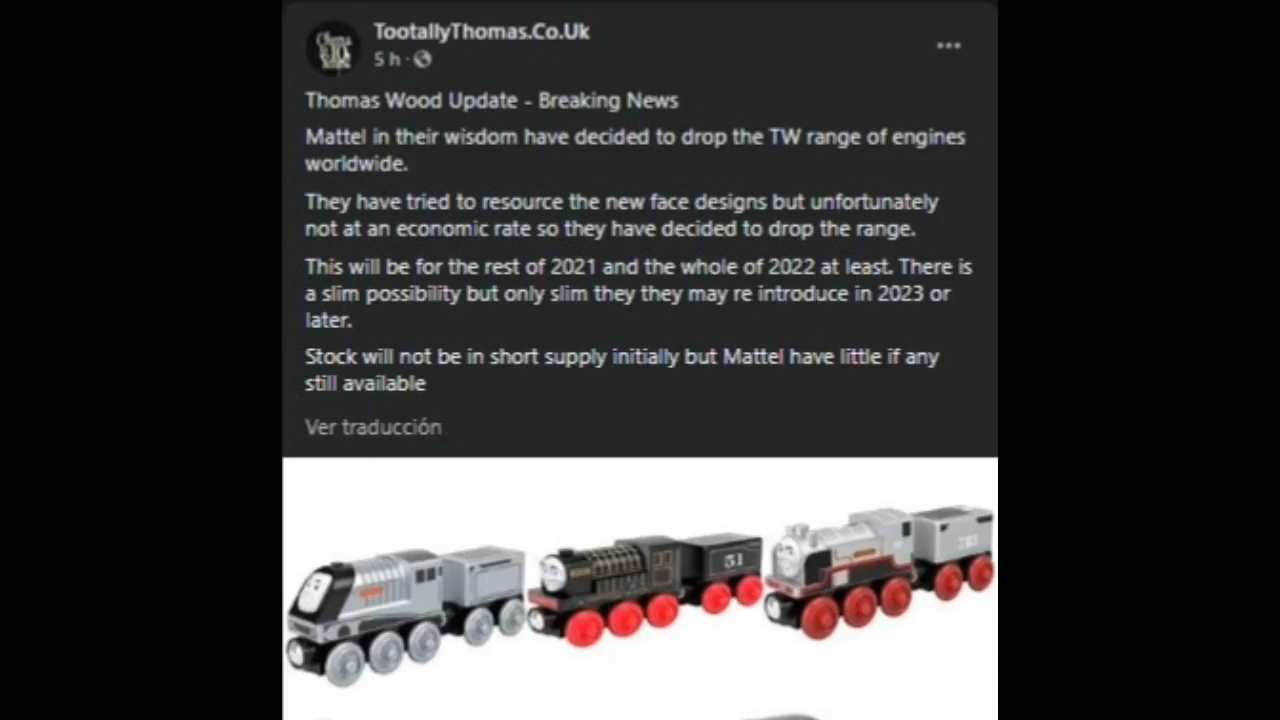 TootallyThomas.Co.Uk
5 h ·
Thomas Wood Update - Breaking News
Mattel in their wisdom have decided to drop the TW range of engines
worldwide.
They have tried to resource the new face designs but unfortunately
not at an economic rate so they have decided to drop the range.
This will be for the rest of 2021 and the whole of 2022 at least. There is
a slim possibility but only slim they they may re introduce in 2023 or
later.
Stock will not be in short supply initially but Mattel have little if any
still available
Ver traducción
51